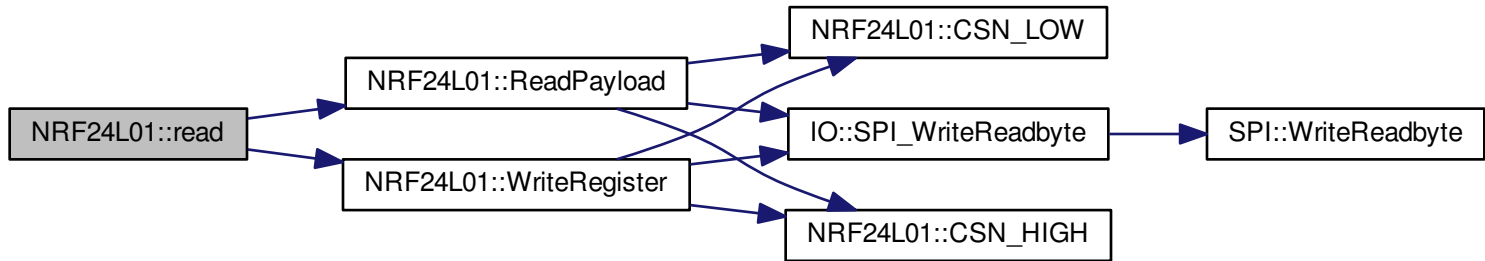 NRF24L01::read
NRF24L01::ReadPayload
NRF24L01::WriteRegister
NRF24L01::CSN_LOW
IO::SPI_WriteReadbyte
NRF24L01::CSN_HIGH
SPI::WriteReadbyte